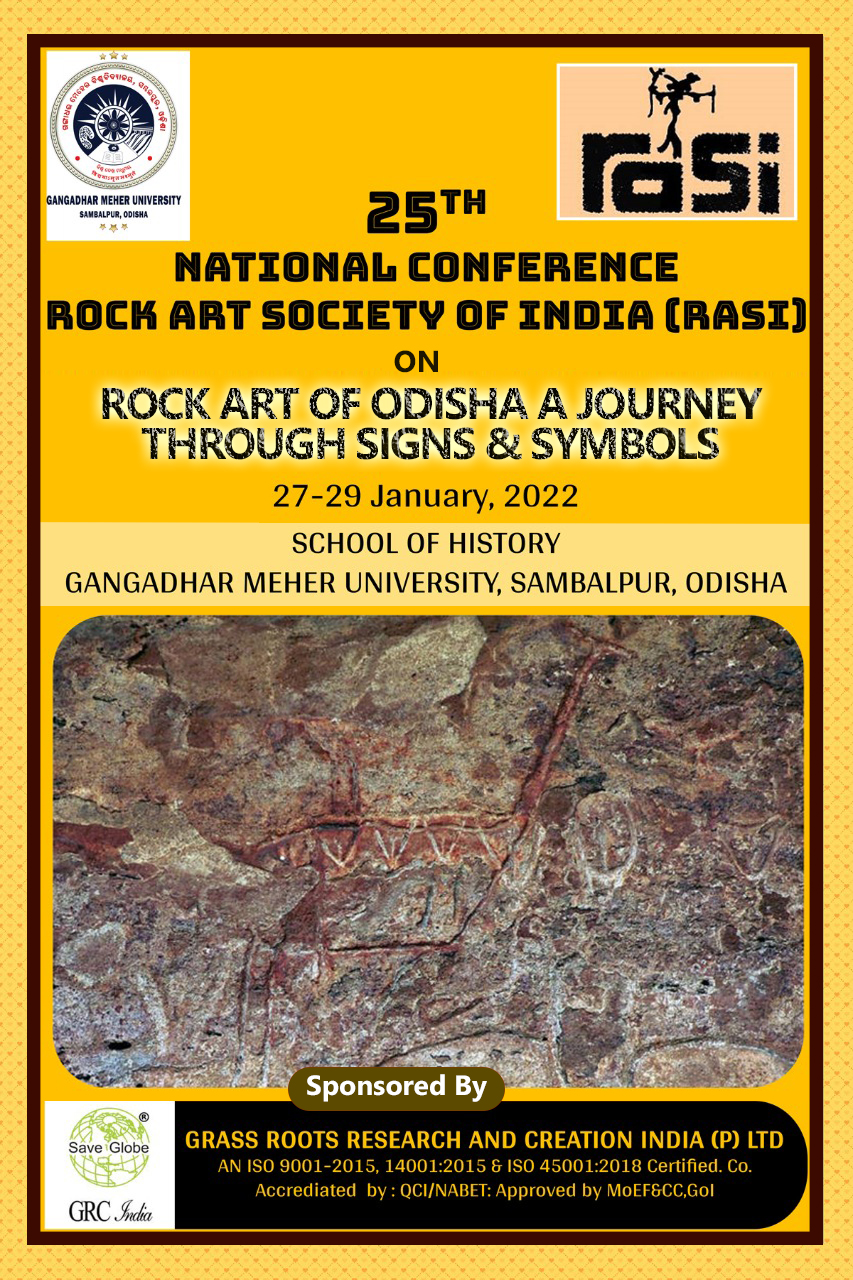 GANGADHAR MEHER UNIVERSITY
SAMBALPUR, ODISHA
rasi
25TH
NATIONAL CONFERENCE
ROCK ART SOCIETY OF INDIA (RASI)
ON
ROCK ART OF ODISHA A JOURNEY
THROUGH SIGNS & SYMBOLS
27-29 January, 2022
SCHOOL OF HISTORY
GANGADHAR MEHER UNIVERSITY, SAMBALPUR, ODISHA
Sponsored By
®
Save Globe
GRC India
GRASS ROOTS RESEARCH AND CREATION INDIA (P) LTD
AN ISO 9001-2015, 14001:2015 & ISO 45001:2018 Certified. Co.
Accrediated by : QCI/NABET: Approved by MoEF&CC,GoI